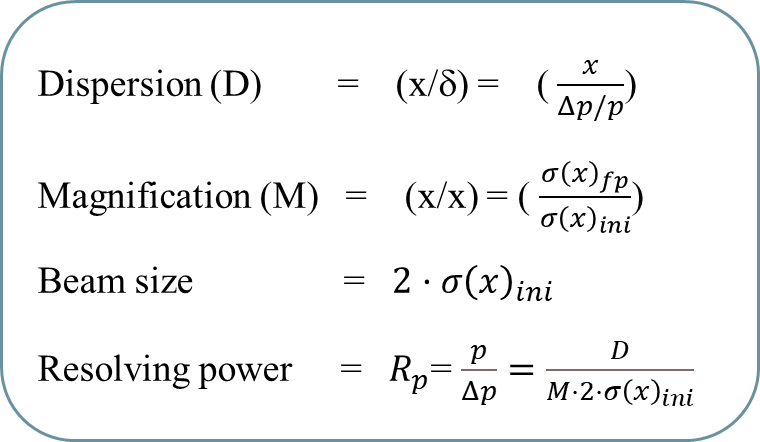 Dispersion (D) = (x/δ) = (x / Δp/p)
Magnification (M) = (x/x) = (σ(x)_fp / σ(x)_ini)
Beam size = 2 · σ(x)_ini
Resolving power = R_p = p / Δp = D / M·2·σ(x)_ini